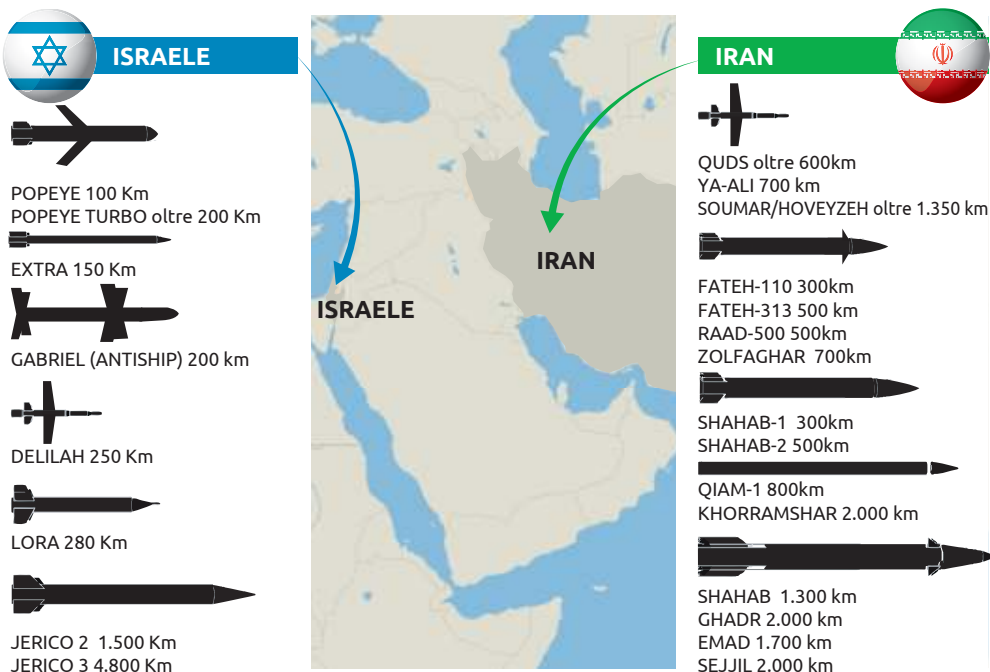 ISRAELE
POPEYE 100 Km
POPEYE TURBO oltre 200 Km
EXTRA 150 Km
GABRIEL (ANTISHIP) 200 km
DELILAH 250 Km
LORA 280 Km
JERICO 2 1.500 Km
JERICO 3 4.800 Km
IRAN
ISRAELE
IRAN
QUDS oltre 600km
YA-ALI 700 km
SOUMAR/HOVEYZEH oltre 1.350 km
FATEH-110 300km
FATEH-313 500 km
RAAD-500 500km
ZOLFAGHAR 700km
SHAHAB-1 300km
SHAHAB-2 500km
QIAM-1 800km
KHORRAMSHAR 2.000 km
SHAHAB 1.300 km
GHADR 2.000 km
EMAD 1.700 km
SEJJIL 2.000 km